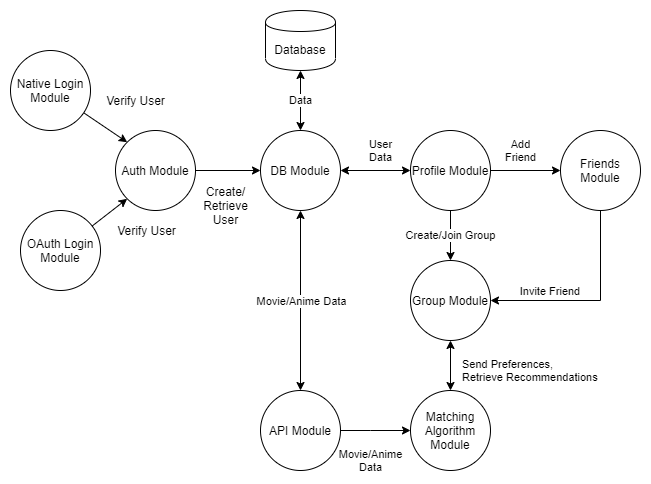 Database
Native Login
Module
Verify User
Data
Auth Module
Create/
Retrieve
User
DB Module
User
Data
Profile Module
Add
Friend
Friends
Module
OAuth Login
Module
Verify User
Create/Join Group
Movie/Anime Data
Group Module
Invite Friend
Send Preferences,
Retrieve Recommendations
API Module
Movie/Anime
Data
Matching
Algorithm
Module